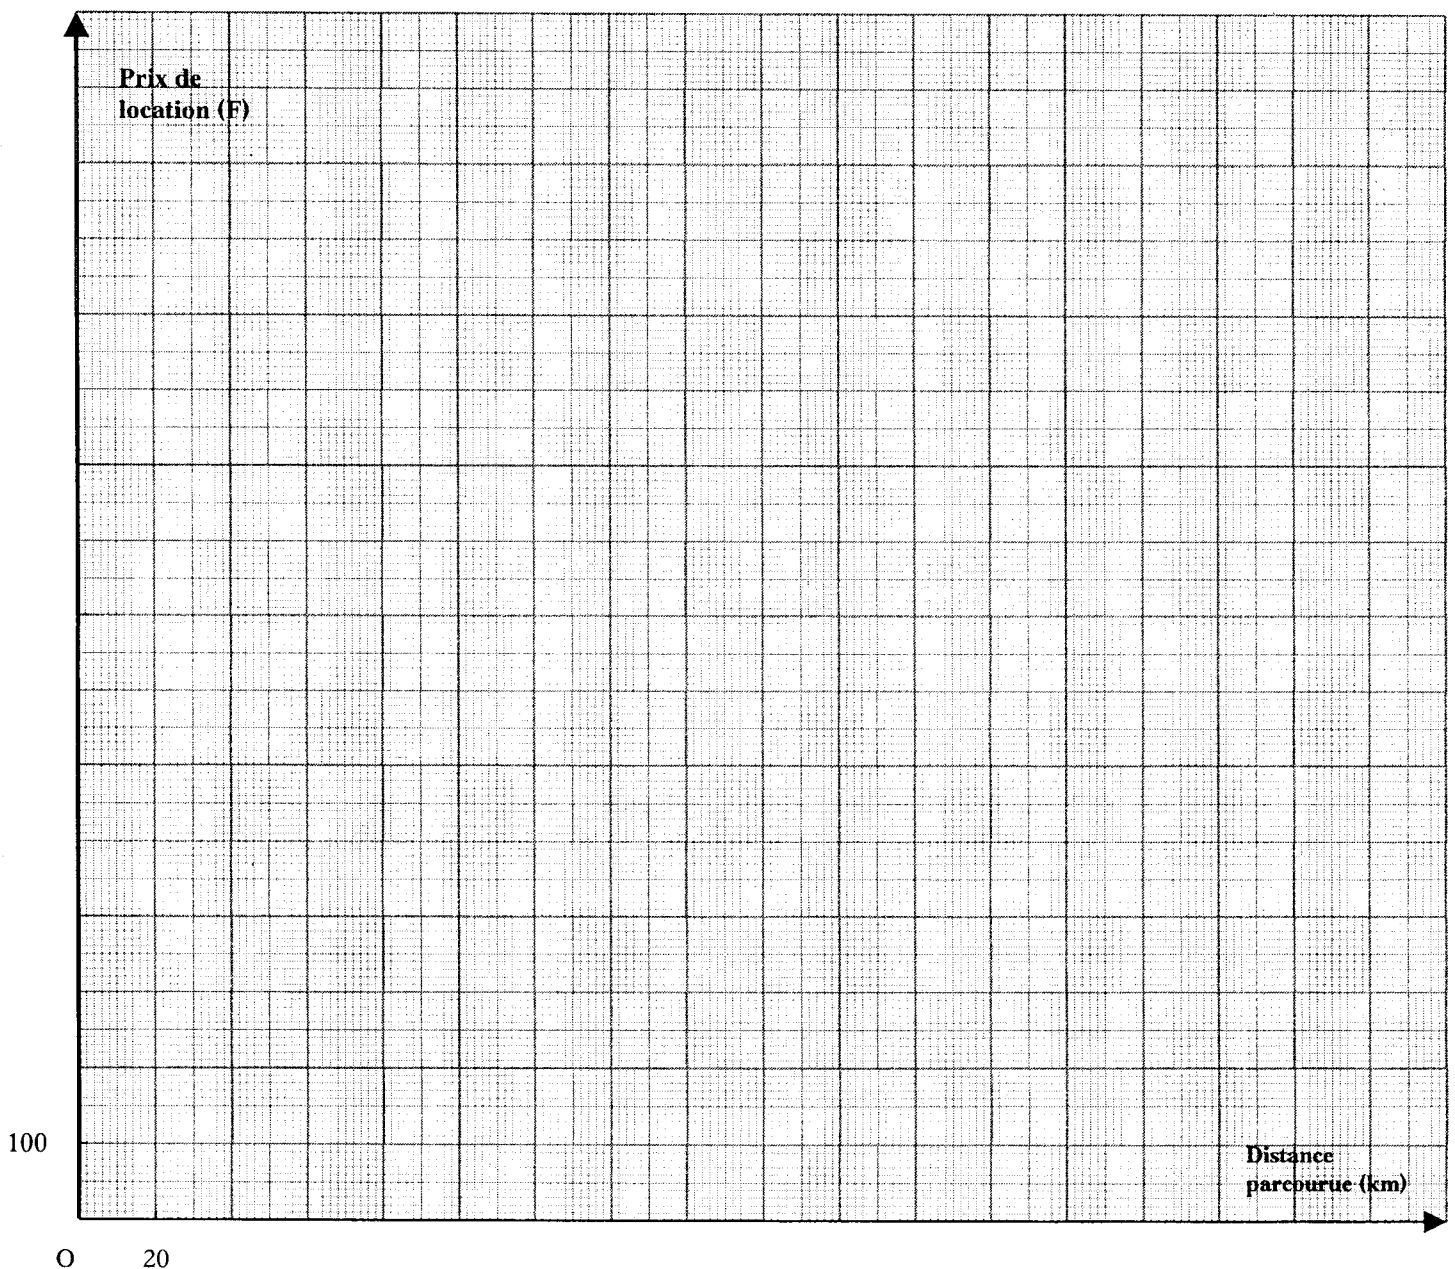 Prix de
location (F)
100
Distance
parcourue (km)
O 20